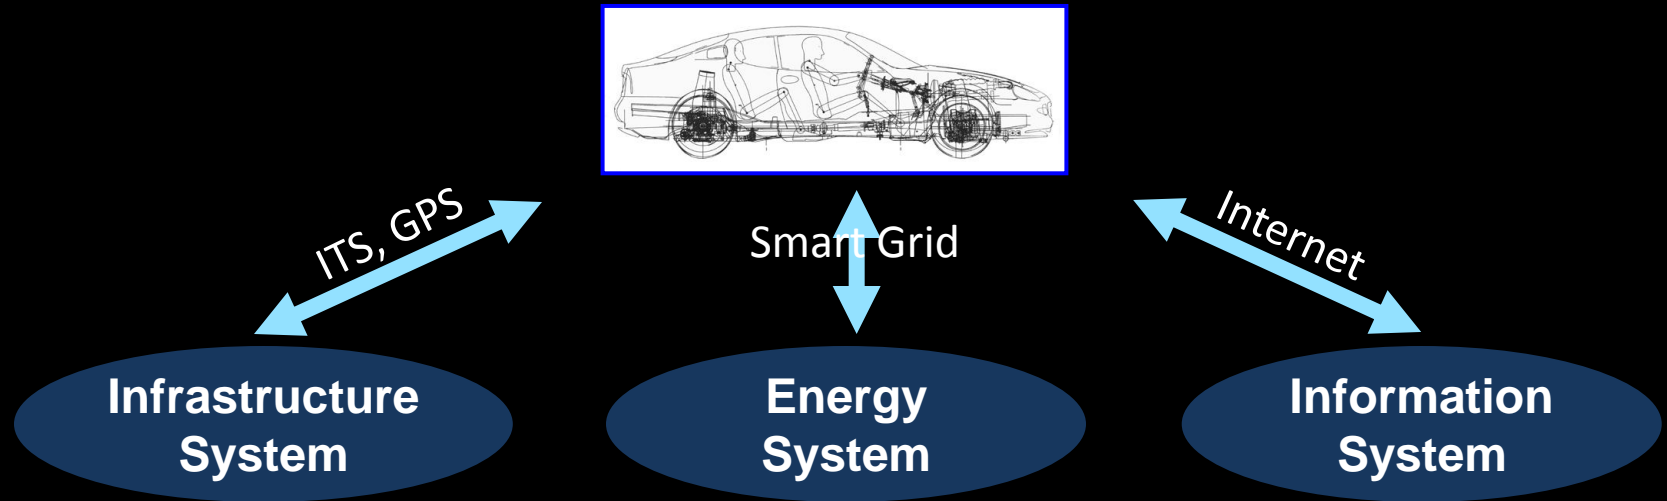 ITS, GPS
Smart Grid
Internet
Infrastructure
System
Energy
System
Information
System